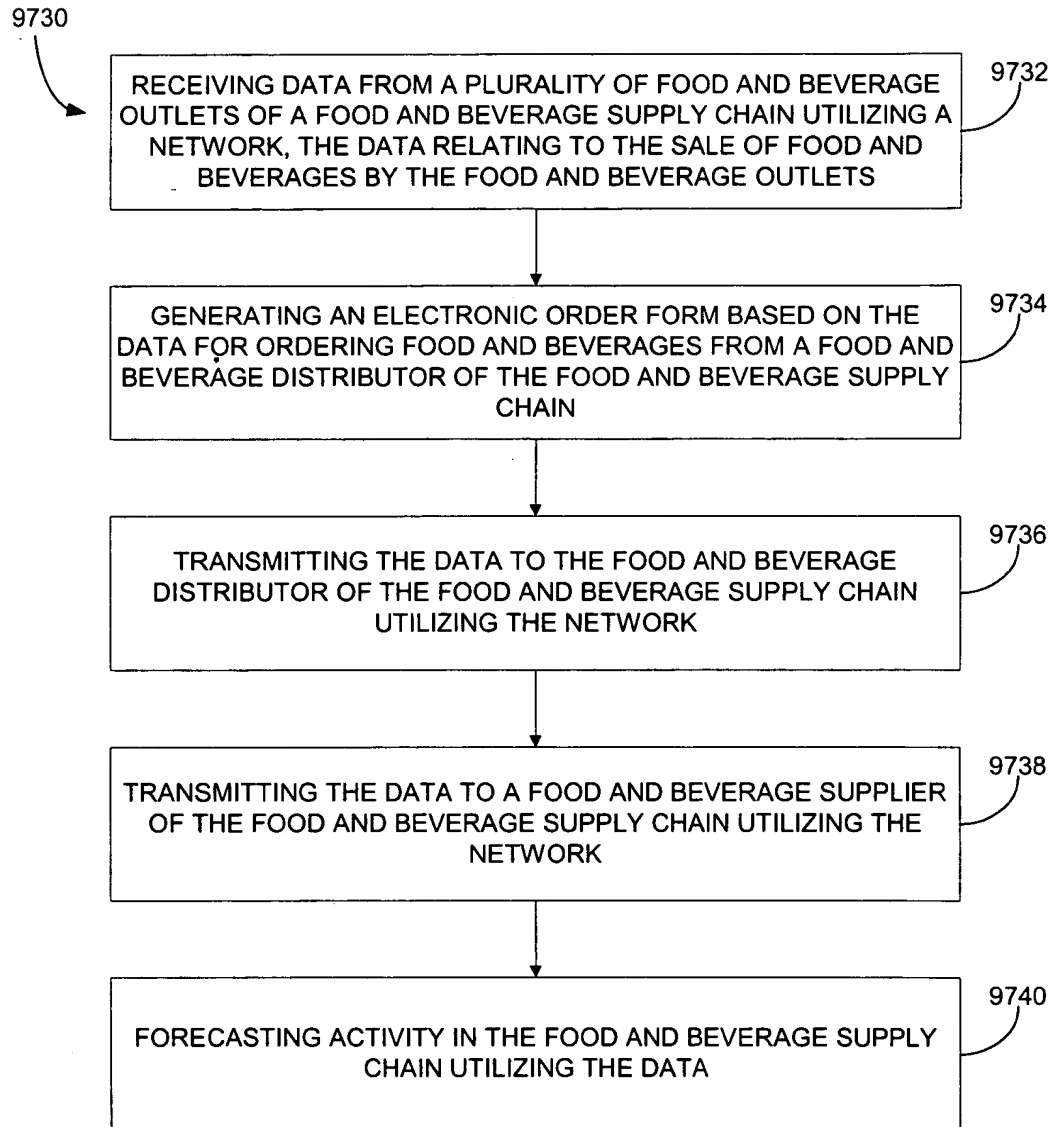 9730
RECEIVING DATA FROM A PLURALITY OF FOOD AND BEVERAGE
OUTLETS OF A FOOD AND BEVERAGE SUPPLY CHAIN UTILIZING A
NETWORK, THE DATA RELATING TO THE SALE OF FOOD AND
BEVERAGES BY THE FOOD AND BEVERAGE OUTLETS
9732
GENERATING AN ELECTRONIC ORDER FORM BASED ON THE
DATA FOR ORDERING FOOD AND BEVERAGES FROM A FOOD AND
BEVERAGE DISTRIBUTOR OF THE FOOD AND BEVERAGE SUPPLY
CHAIN
9734
TRANSMITTING THE DATA TO THE FOOD AND BEVERAGE
DISTRIBUTOR OF THE FOOD AND BEVERAGE SUPPLY CHAIN
UTILIZING THE NETWORK
9736
TRANSMITTING THE DATA TO A FOOD AND BEVERAGE SUPPLIER
OF THE FOOD AND BEVERAGE SUPPLY CHAIN UTILIZING THE
NETWORK
9738
FORECASTING ACTIVITY IN THE FOOD AND BEVERAGE SUPPLY
CHAIN UTILIZING THE DATA
9740